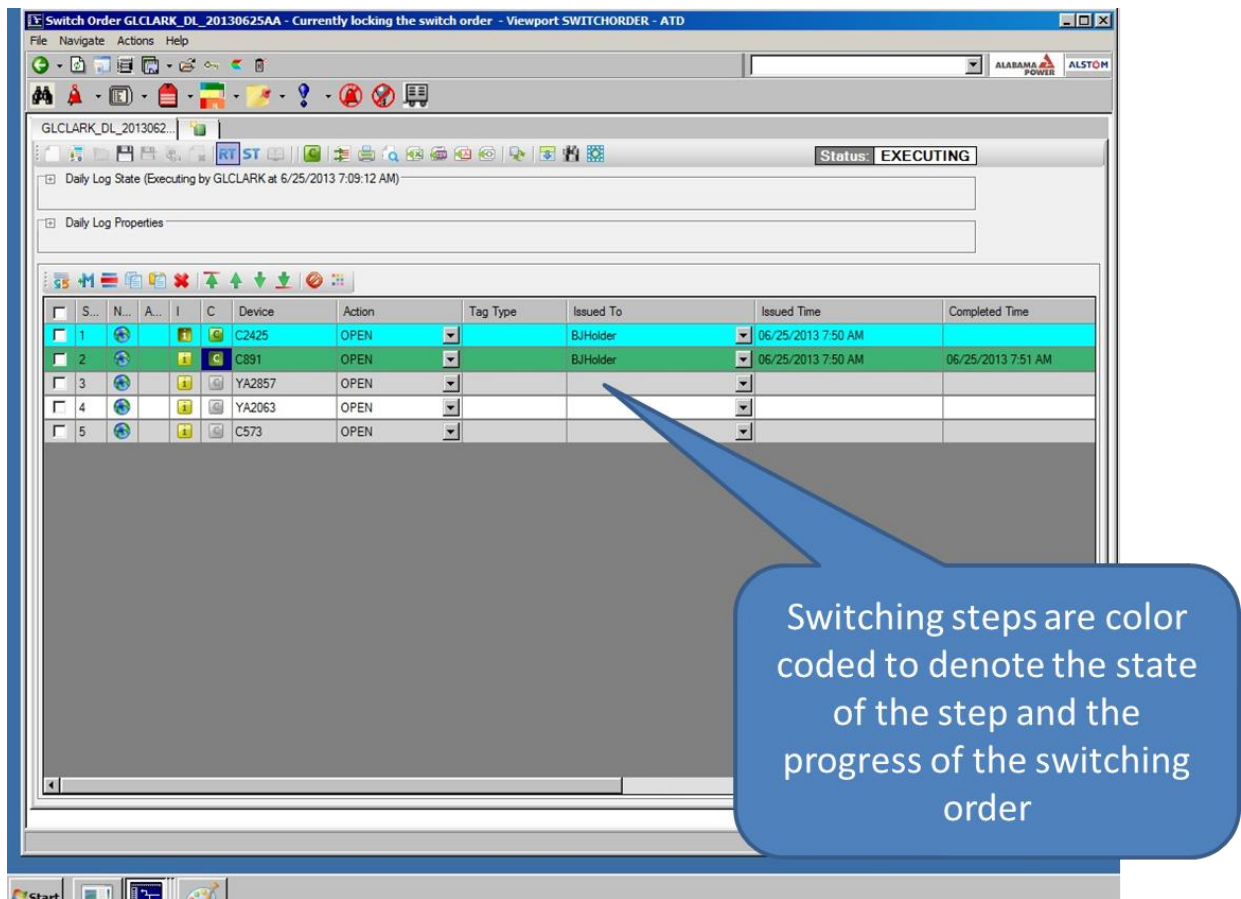 Switch Order GLCLARK_DL_20130625AA - Currently locking the switch order - Viewport SWITCHORDER - ATD
File Navigate Actions Help
ALABAMA POWER ALSTOM
GLCLARK_DL_2013062...
RT ST Status: EXECUTING
Daily Log State (Executing by GLCLARK at 6/25/2013 7:09:12 AM)
Daily Log Properties
S... N... A... I C Device Action Tag Type Issued To Issued Time Completed Time
1 C2425 OPEN BJHolder 06/25/2013 7:50 AM
2 C891 OPEN BJHolder 06/25/2013 7:50 AM 06/25/2013 7:51 AM
3 YA2857 OPEN
4 YA2063 OPEN
5 C573 OPEN
Switching steps are color
coded to denote the state
of the step and the
progress of the switching
order
Start